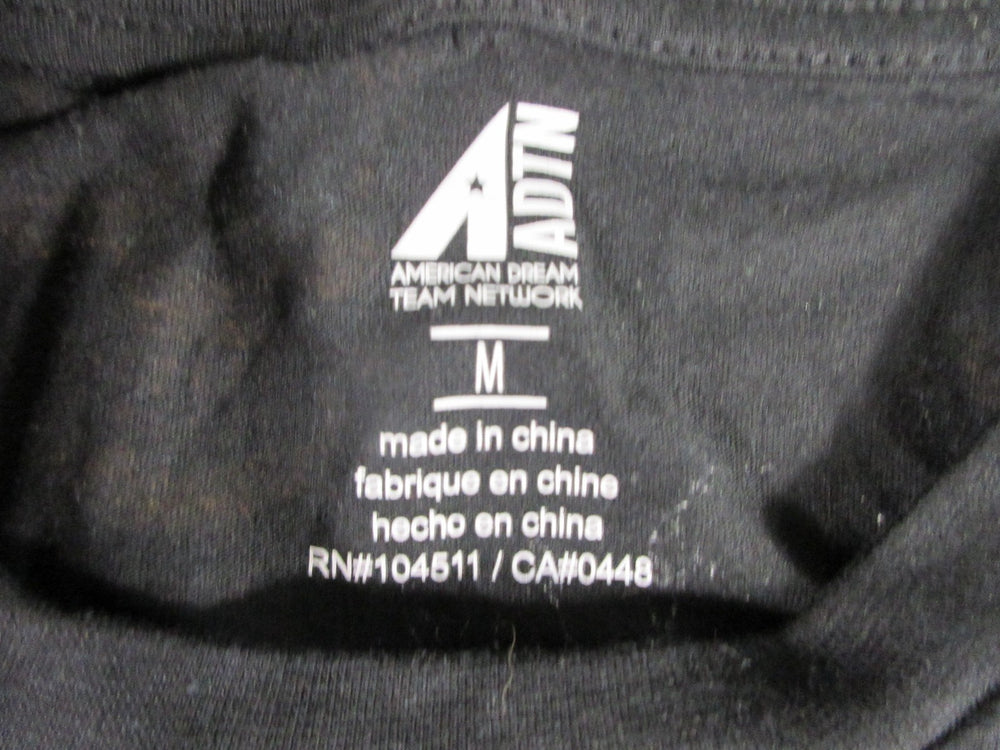 ADTN
AMERICAN DREAM
TEAM NETWORK
M
made in china
fabrique en chine
hecho en china
RN#104511 / CA#0448